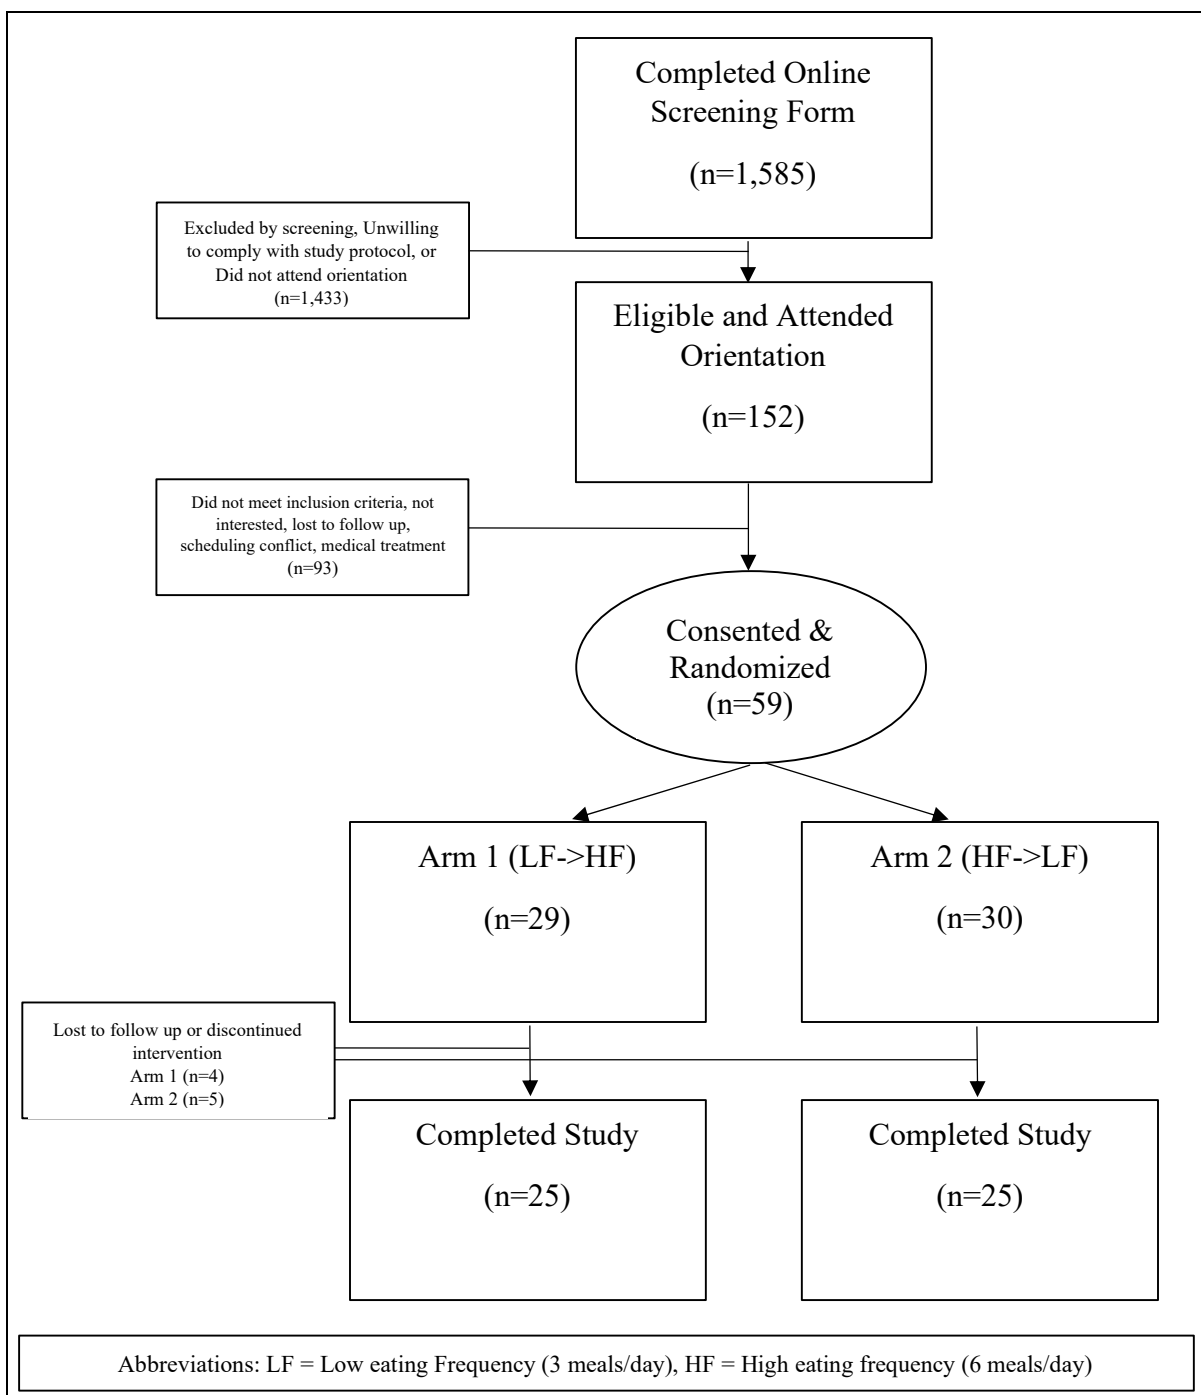 Completed Online
Screening Form
(n=1,585)
Excluded by screening, Unwilling
to comply with study protocol, or
Did not attend orientation
(n=1,433)
Eligible and Attended
Orientation
(n=152)
Did not meet inclusion criteria, not
interested, lost to follow up,
scheduling conflict, medical treatment
(n=93)
Consented &
Randomized
(n=59)
Arm 1 (LF->HF)
(n=29)
Arm 2 (HF->LF)
(n=30)
Lost to follow up or discontinued
intervention
Arm 1 (n=4)
Arm 2 (n=5)
Completed Study
(n=25)
Completed Study
(n=25)
Abbreviations: LF = Low eating Frequency (3 meals/day), HF = High eating frequency (6 meals/day)